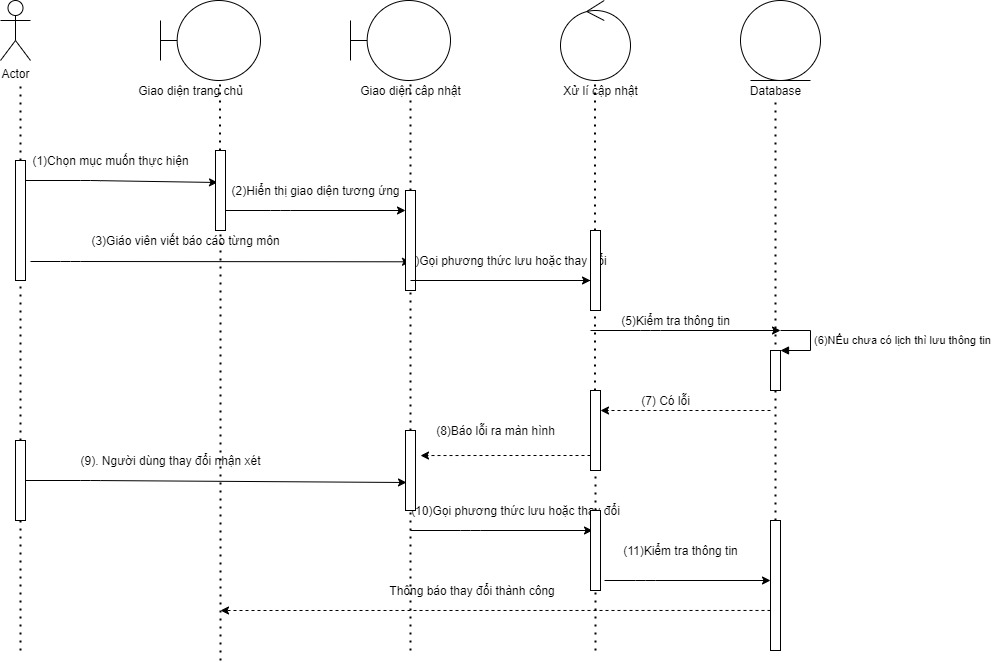 Actor
Giao diện trang chủ
Giao diện câp nhật
Xử lí cập nhật
Database
(1)Chọn mục muốn thực hiện
(2)Hiển thị giao diện tương ứng
(3)Giáo viên viết báo cáo từng môn
)Gọi phương thức lưu hoặc thay đổi
(5)Kiểm tra thông tin
(6)NẾu chưa có lịch thì lưu thông tin
(7) Có lỗi
(8)Báo lỗi ra màn hình
(9). Người dùng thay đổi nhận xét
(10)Gọi phương thức lưu hoặc thay đổi
(11)Kiểm tra thông tin
Thông báo thay đổi thành công